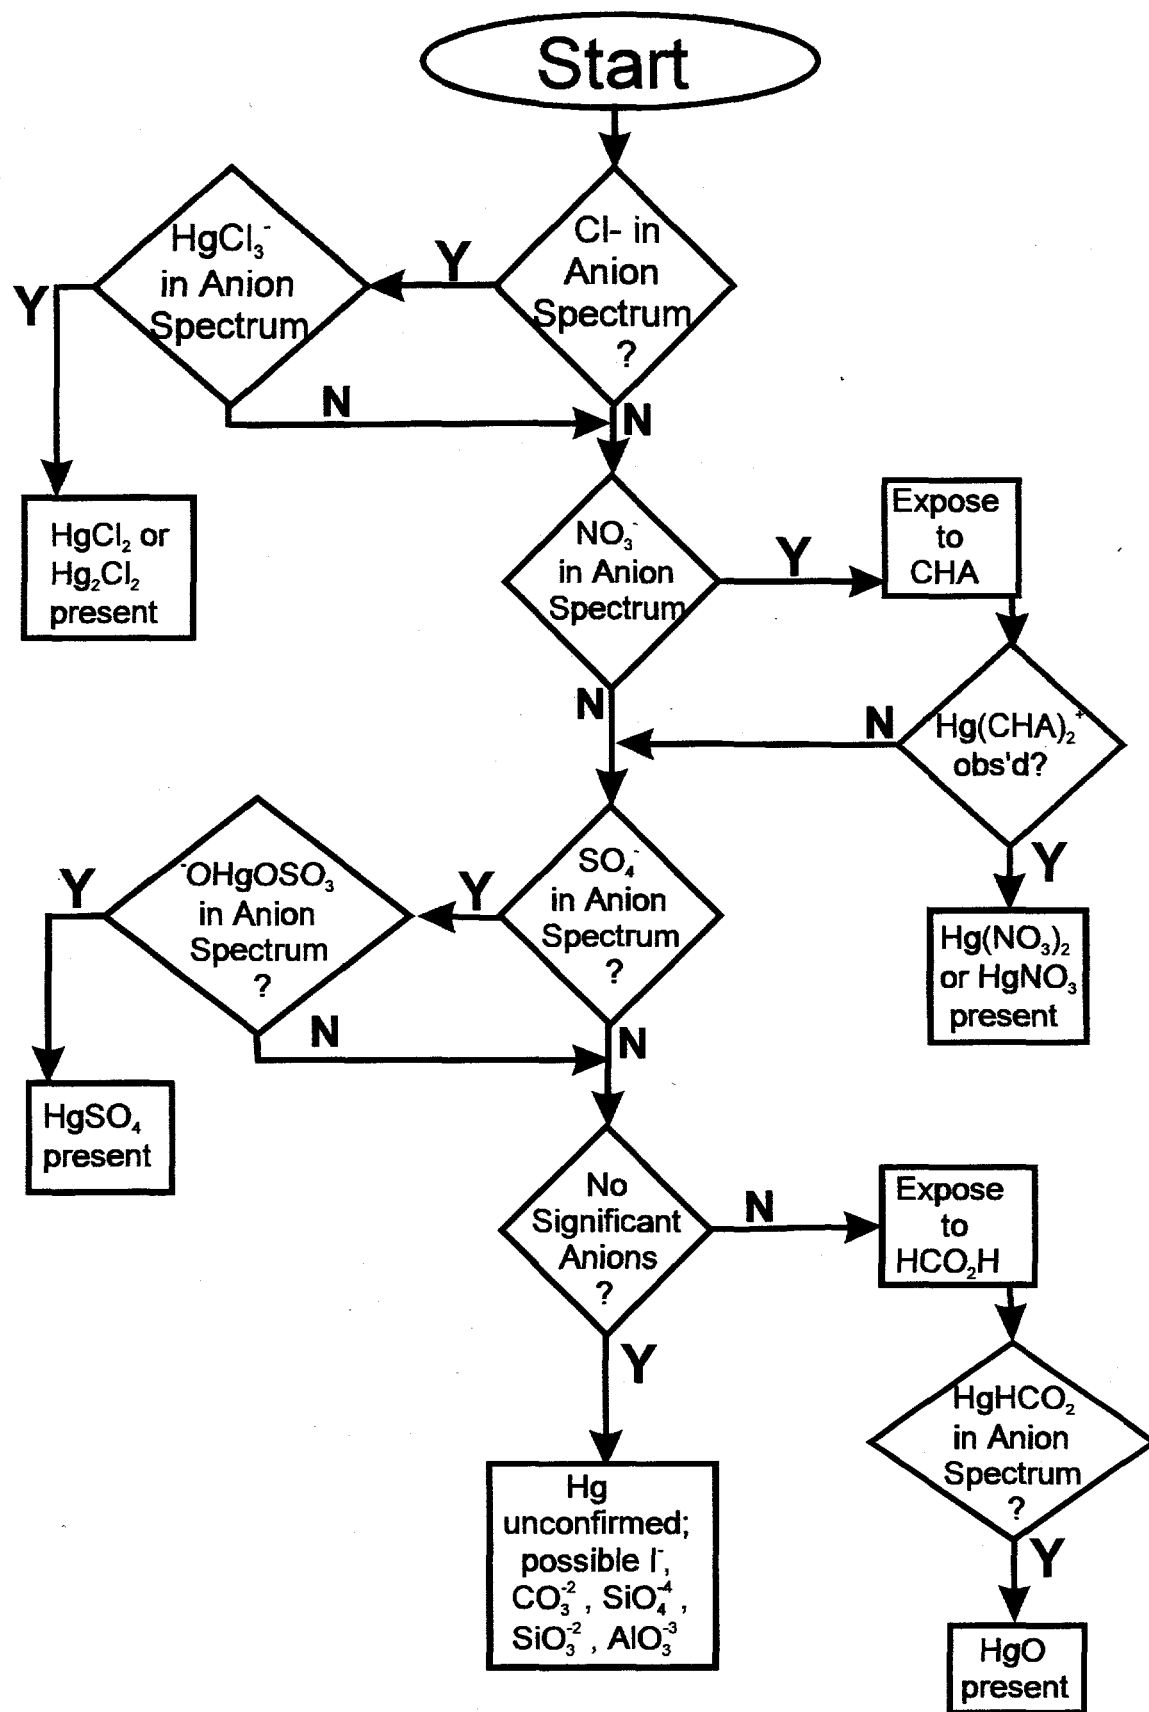 Start
Cl- in
Anion
Spectrum
?
Y
HgCl₃⁻
in Anion
Spectrum
Y
N
N
HgCl₂ or
Hg₂Cl₂
present
NO₃⁻
in Anion
Spectrum
Y
Expose
to
CHA
N
Hg(CHA)₂⁺
obs'd?
N
Y
Hg(NO₃)₂
or HgNO₃
present
SO₄⁻
in Anion
Spectrum
?
Y
⁻OHgOSO₃
in Anion
Spectrum
?
Y
N
N
HgSO₄
present
No
Significant
Anions
?
N
Expose
to
HCO₂H
Y
HgHCO₂
in Anion
Spectrum
?
Y
Hg
unconfirmed;
possible I⁻,
CO₃⁻², SiO₄⁻⁴,
SiO₃⁻², AlO₃⁻³
HgO
present